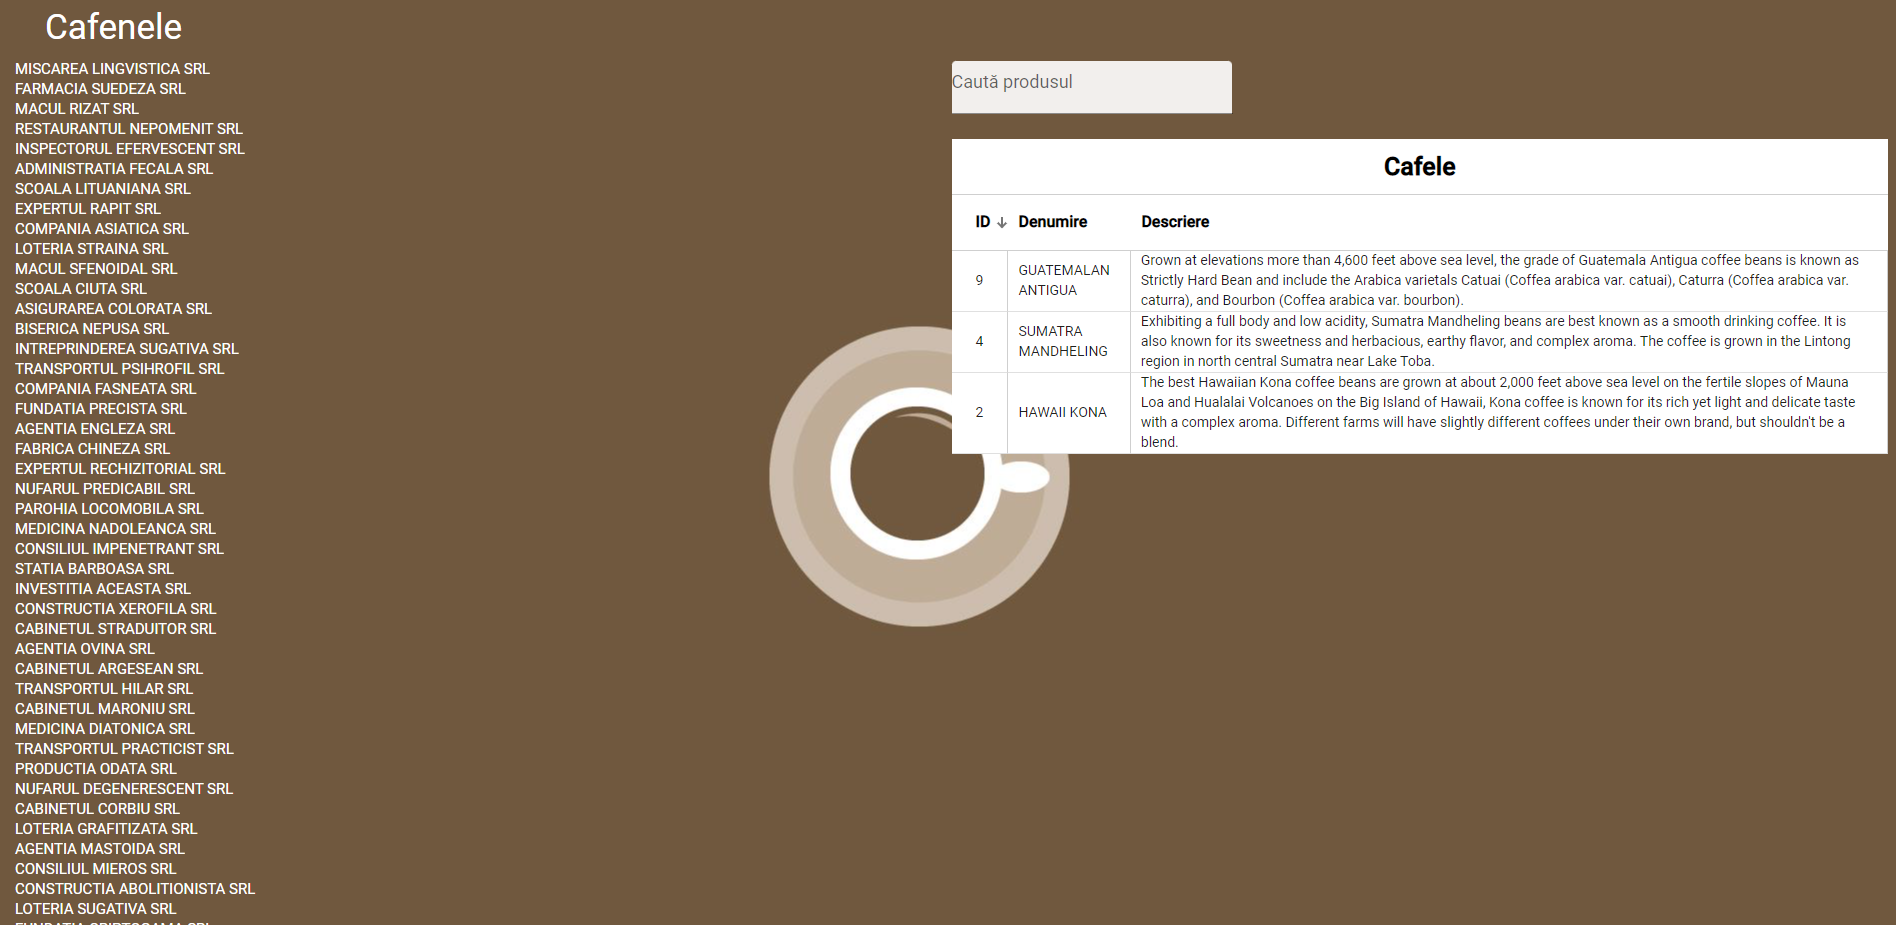 Cafenele
MISCAREA LINGVISTICA SRL
FARMACIA SUEDEZA SRL
MACUL RIZAT SRL
RESTAURANTUL NEPOMENIT SRL
INSPECTORUL EFERVESCENT SRL
ADMINISTRATIA FECALA SRL
SCOALA LITUANIANA SRL
EXPERTUL RAPIT SRL
COMPANIA ASIATICA SRL
LOTERIA STRAINA SRL
MACUL SFENOIDAL SRL
SCOALA CIUTA SRL
ASIGURAREA COLORATA SRL
BISERICA NEPUSA SRL
INTREPRINDEREA SUGATIVA SRL
TRANSPORTUL PSIHROFIL SRL
COMPANIA FASNEATA SRL
FUNDATIA PRECISTA SRL
AGENTIA ENGLEZA SRL
FABRICA CHINEZA SRL
EXPERTUL RECHIZITORIAL SRL
NUFARUL PREDICABIL SRL
PAROHIA LOCOMOBILA SRL
MEDICINA NADOLEANCA SRL
CONSILIUL IMPENETRANT SRL
STATIA BARBOASA SRL
INVESTITIA ACEASTA SRL
CONSTRUCTIA XEROFILA SRL
CABINETUL STRADUITOR SRL
AGENTIA OVINA SRL
CABINETUL ARGESEAN SRL
TRANSPORTUL HILAR SRL
CABINETUL MARONIU SRL
MEDICINA DIATONICA SRL
TRANSPORTUL PRACTICIST SRL
PRODUCTIA ODATA SRL
NUFARUL DEGENERESCENT SRL
CABINETUL CORBIU SRL
LOTERIA GRAFITIZATA SRL
AGENTIA MASTOIDA SRL
CONSILIUL MIEROS SRL
CONSTRUCTIA ABOLITIONISTA SRL
LOTERIA SUGATIVA SRL
Caută produsul
Cafele
ID Denumire Descriere
9
GUATEMALAN
ANTIGUA
Grown at elevations more than 4,600 feet above sea level, the grade of Guatemala Antigua coffee beans is known as
Strictly Hard Bean and include the Arabica varietals Catuai (Coffea arabica var. catuai), Caturra (Coffea arabica var.
caturra), and Bourbon (Coffea arabica var. bourbon).
4
SUMATRA
MANDHELING
Exhibiting a full body and low acidity, Sumatra Mandheling beans are best known as a smooth drinking coffee. It is
also known for its sweetness and herbacious, earthy flavor, and complex aroma. The coffee is grown in the Lintong
region in north central Sumatra near Lake Toba.
2
HAWAII KONA
The best Hawaiian Kona coffee beans are grown at about 2,000 feet above sea level on the fertile slopes of Mauna
Loa and Hualalai Volcanoes on the Big Island of Hawaii, Kona coffee is known for its rich yet light and delicate taste
with a complex aroma. Different farms will have slightly different coffees under their own brand, but shouldn't be a
blend.